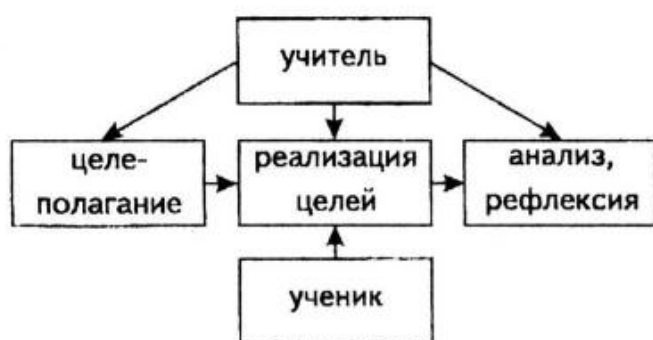 учитель
целе-
полагание
реализация
целей
анализ,
рефлексия
ученик